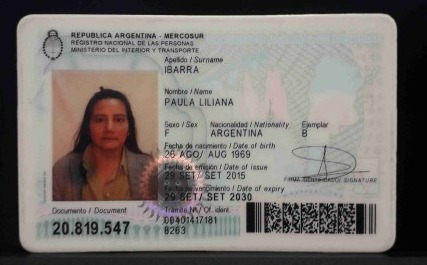 REPUBLICA ARGENTINA - MERCOSUR
REGISTRO NACIONAL DE LAS PERSONAS
MINISTERIO DEL INTERIOR Y TRANSPORTE
Apellido / Surname
IBARRA
Nombre / Name
PAULA LILIANA
Sexo / Sex Nacionalidad / Nationality Ejemplar
F ARGENTINA B
Fecha de nacimiento / Date of birth
26 AGO/ AUG 1969
Fecha de emisión / Date of issue
29 SET/ SET 2015
FIRMA IDENTIFICADO / SIGNATURE
Fecha de vencimiento / Date of expiry
29 SET/ SET 2030
Documento / Document
20.819.547
Trámite Nº / Of. ident.
00401417181
8263